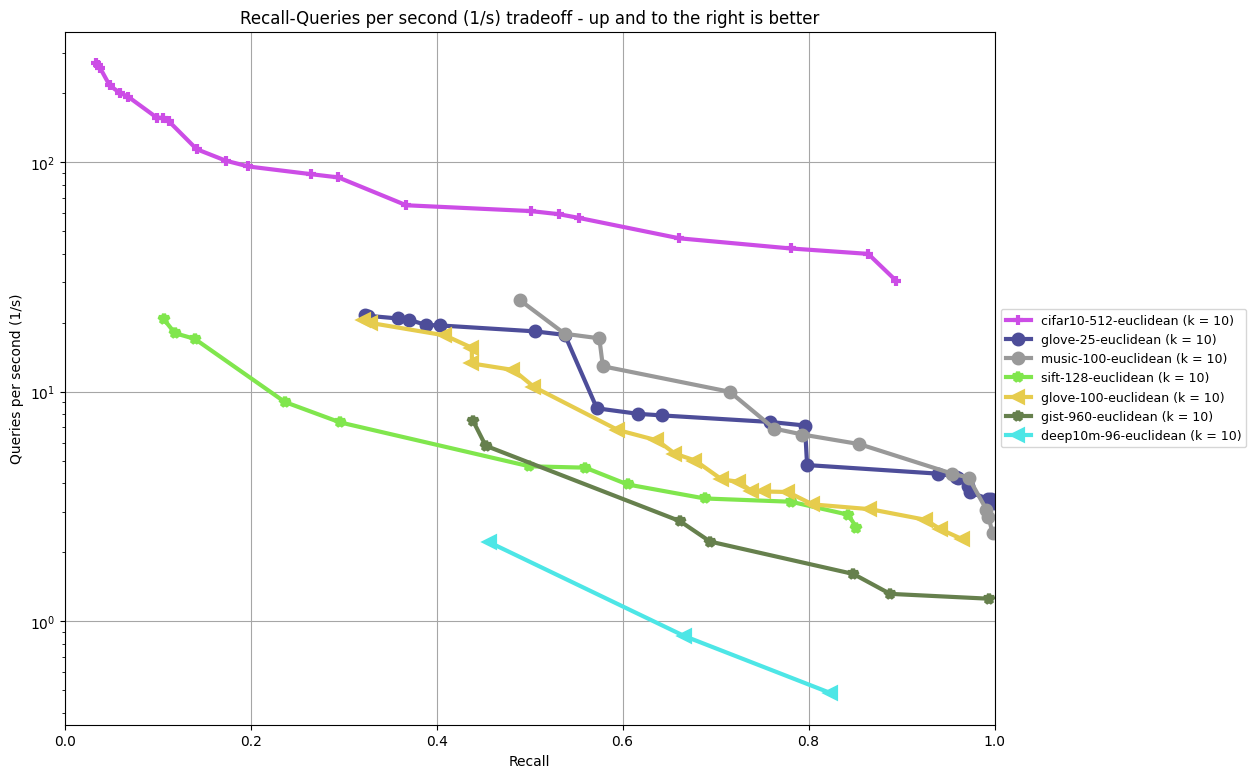 Recall-Queries per second (1/s) tradeoff - up and to the right is better
Queries per second (1/s)
10²
10¹
10⁰
0.0 0.2 0.4 0.6 0.8 1.0
Recall
cifar10-512-euclidean (k = 10)
glove-25-euclidean (k = 10)
music-100-euclidean (k = 10)
sift-128-euclidean (k = 10)
glove-100-euclidean (k = 10)
gist-960-euclidean (k = 10)
deep10m-96-euclidean (k = 10)